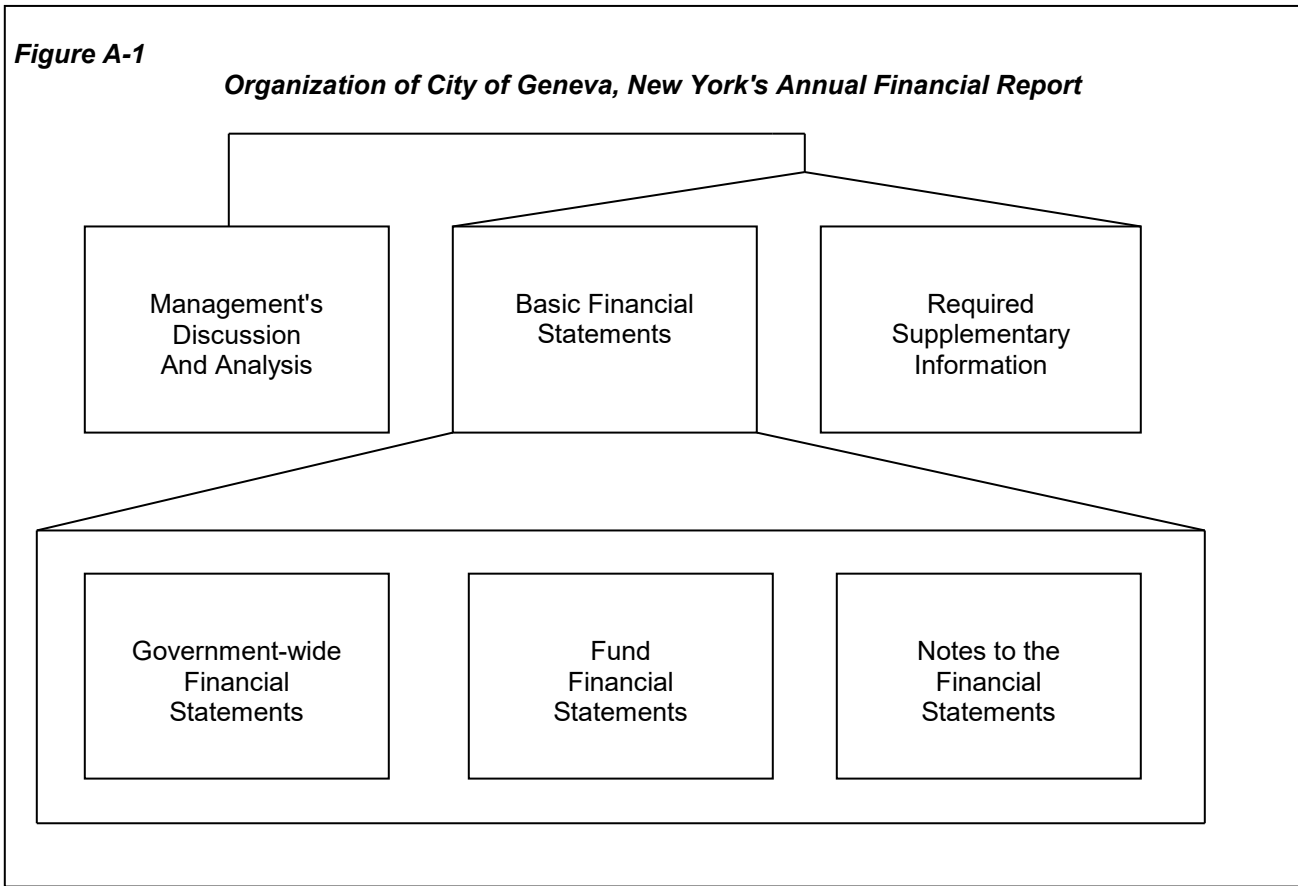 Figure A-1
Organization of City of Geneva, New York's Annual Financial Report
Management's
Discussion
And Analysis
Basic Financial
Statements
Required
Supplementary
Information
Government-wide
Financial
Statements
Fund
Financial
Statements
Notes to the
Financial
Statements